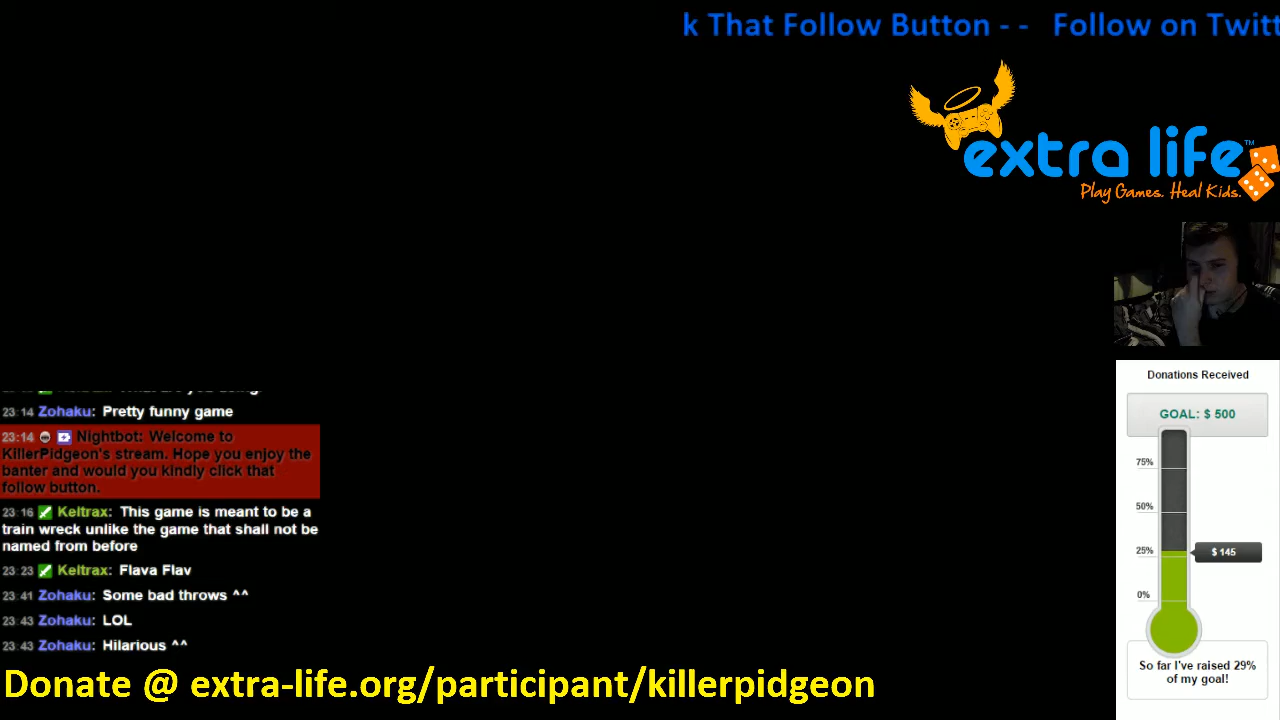 k That Follow Button - -   Follow on Twitt
extra life™
Play Games. Heal Kids.
23:14 Zohaku: Pretty funny game
23:14 Nightbot: Welcome to
KillerPidgeon's stream. Hope you enjoy the
banter and would you kindly click that
follow button.
23:16 Keltrax: This game is meant to be a
train wreck unlike the game that shall not be
named from before
23:23 Keltrax: Flava Flav
23:41 Zohaku: Some bad throws ^^
23:43 Zohaku: LOL
23:43 Zohaku: Hilarious ^^
Donations Received
GOAL: $ 500
75%
50%
25%
$ 145
0%
So far I've raised 29%
of my goal!
Donate @ extra-life.org/participant/killerpidgeon